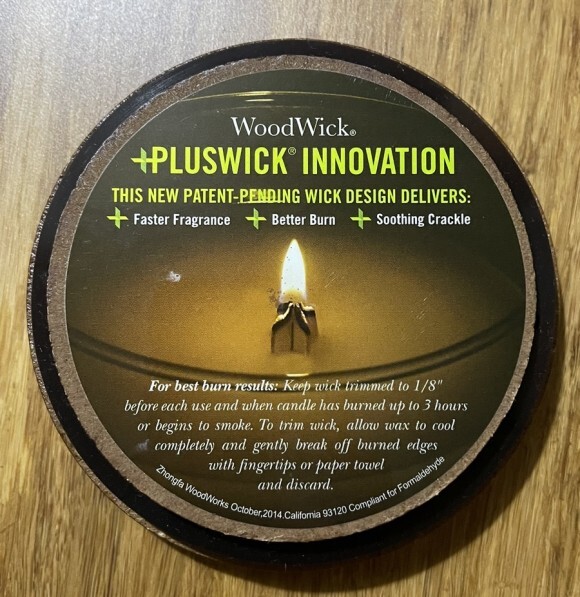 WoodWick®
+PLUSWICK® INNOVATION
THIS NEW PATENT-PENDING WICK DESIGN DELIVERS:
+ Faster Fragrance + Better Burn + Soothing Crackle
For best burn results: Keep wick trimmed to 1/8"
before each use and when candle has burned up to 3 hours
or begins to smoke. To trim wick, allow wax to cool
completely and gently break off burned edges
with fingertips or paper towel
and discard.
Zhongfa WoodWorks October,2014.California 93120 Compliant for Formaldehyde